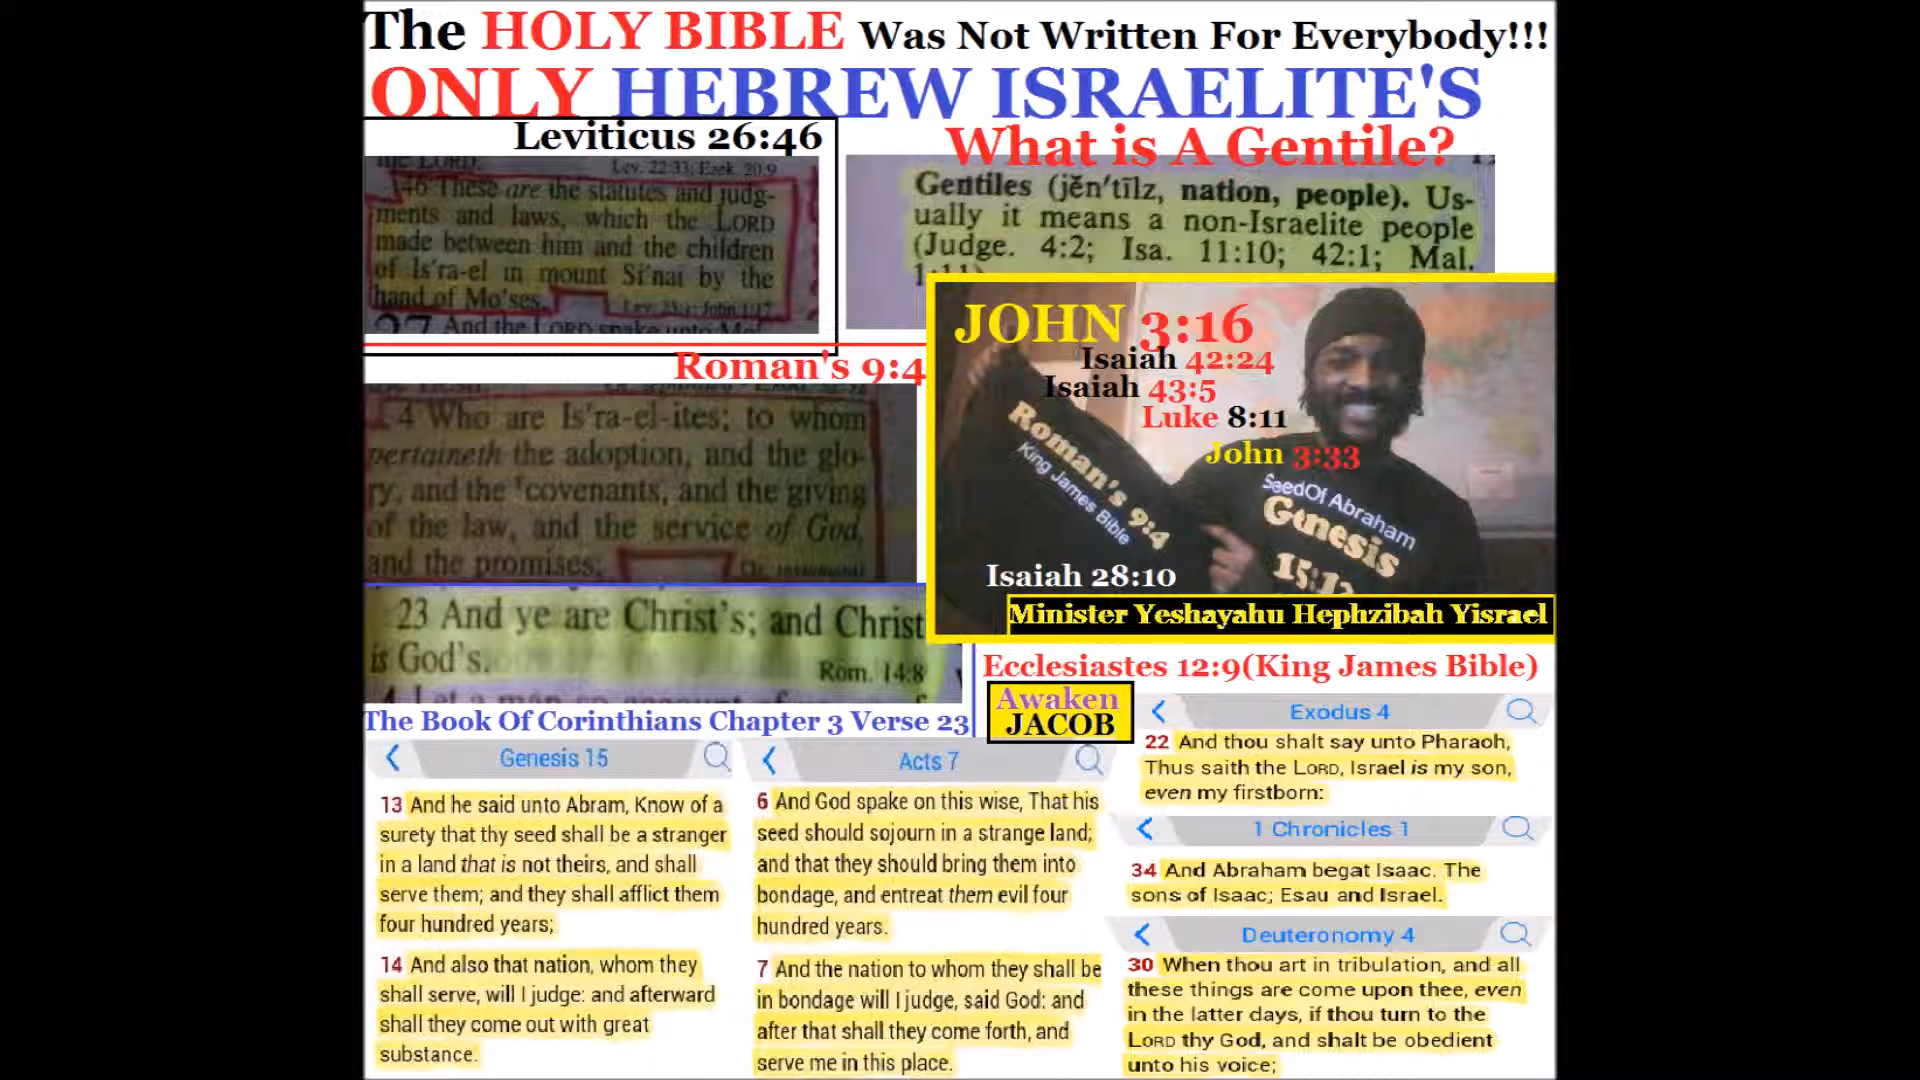 The HOLY BIBLE Was Not Written For Everybody!!!
ONLY HEBREW ISRAELITE'S
Leviticus 26:46
Lev. 22:33; Ezek. 20:9
46 These are the statutes and judg-
ments and laws, which the LORD
made between him and the children
of Is'ra-el in mount Si'nai by the
hand of Mo'ses.
27 And the LORD spake unto
What is A Gentile?
Gentiles (jĕn'tīlz, nation, people). Us-
ually it means a non-Israelite people
(Judge. 4:2; Isa. 11:10; 42:1; Mal.
1:11)
Roman's 9:4
4 Who are Is'ra-el-ites; to whom
pertaineth the adoption, and the glo-
ry, and the covenants, and the giving
of the law, and the service of God,
and the promises;
JOHN 3:16
Isaiah 42:24
Isaiah 43:5
Luke 8:11
John 3:33
Roman's 9:4
King James Bible
Seed Of Abraham
Genesis
15:13
Isaiah 28:10
Minister Yeshayahu Hephzibah Yisrael
23 And ye are Christ's; and Christ
is God's.
Rom. 14:8
The Book Of Corinthians Chapter 3 Verse 23
Ecclesiastes 12:9(King James Bible)
Awaken
JACOB
Genesis 15
13 And he said unto Abram, Know of a
surety that thy seed shall be a stranger
in a land that is not theirs, and shall
serve them; and they shall afflict them
four hundred years;
14 And also that nation, whom they
shall serve, will I judge: and afterward
shall they come out with great
substance.
Acts 7
6 And God spake on this wise, That his
seed should sojourn in a strange land;
and that they should bring them into
bondage, and entreat them evil four
hundred years.
7 And the nation to whom they shall be
in bondage will I judge, said God: and
after that shall they come forth, and
serve me in this place.
Exodus 4
22 And thou shalt say unto Pharaoh,
Thus saith the LORD, Israel is my son,
even my firstborn:
1 Chronicles 1
34 And Abraham begat Isaac. The
sons of Isaac; Esau and Israel.
Deuteronomy 4
30 When thou art in tribulation, and all
these things are come upon thee, even
in the latter days, if thou turn to the
LORD thy God, and shalt be obedient
unto his voice;